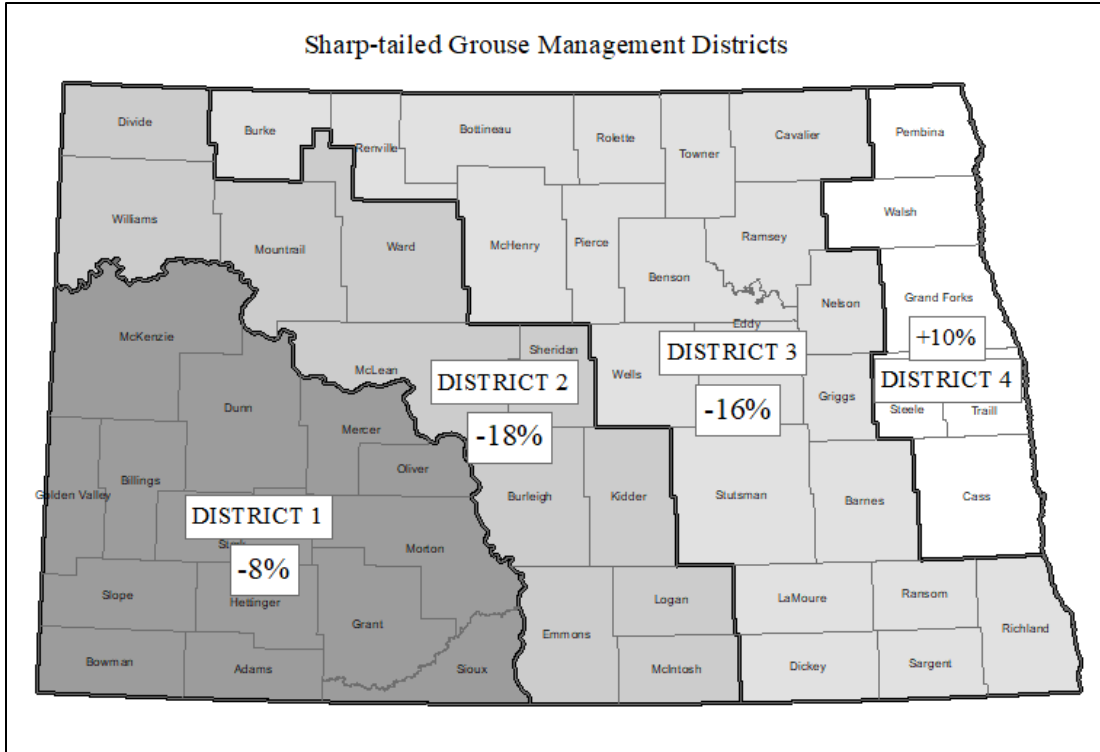 Sharp-tailed Grouse Management Districts
Divide
Burke
Renville
Bottineau
Rolette
Towner
Cavalier
Pembina
Williams
Mountrail
Ward
McHenry
Pierce
Benson
Ramsey
Walsh
Nelson
Grand Forks
McKenzie
McLean
Sheridan
Wells
Eddy
Griggs
Steele
Traill
+10%
DISTRICT 4
DISTRICT 3
-16%
DISTRICT 2
-18%
Dunn
Mercer
Oliver
Golden Valley
Billings
Burleigh
Kidder
Stutsman
Barnes
Cass
DISTRICT 1
-8%
Morton
Slope
Hettinger
Grant
Bowman
Adams
Sioux
Emmons
Logan
McIntosh
LaMoure
Dickey
Ransom
Sargent
Richland